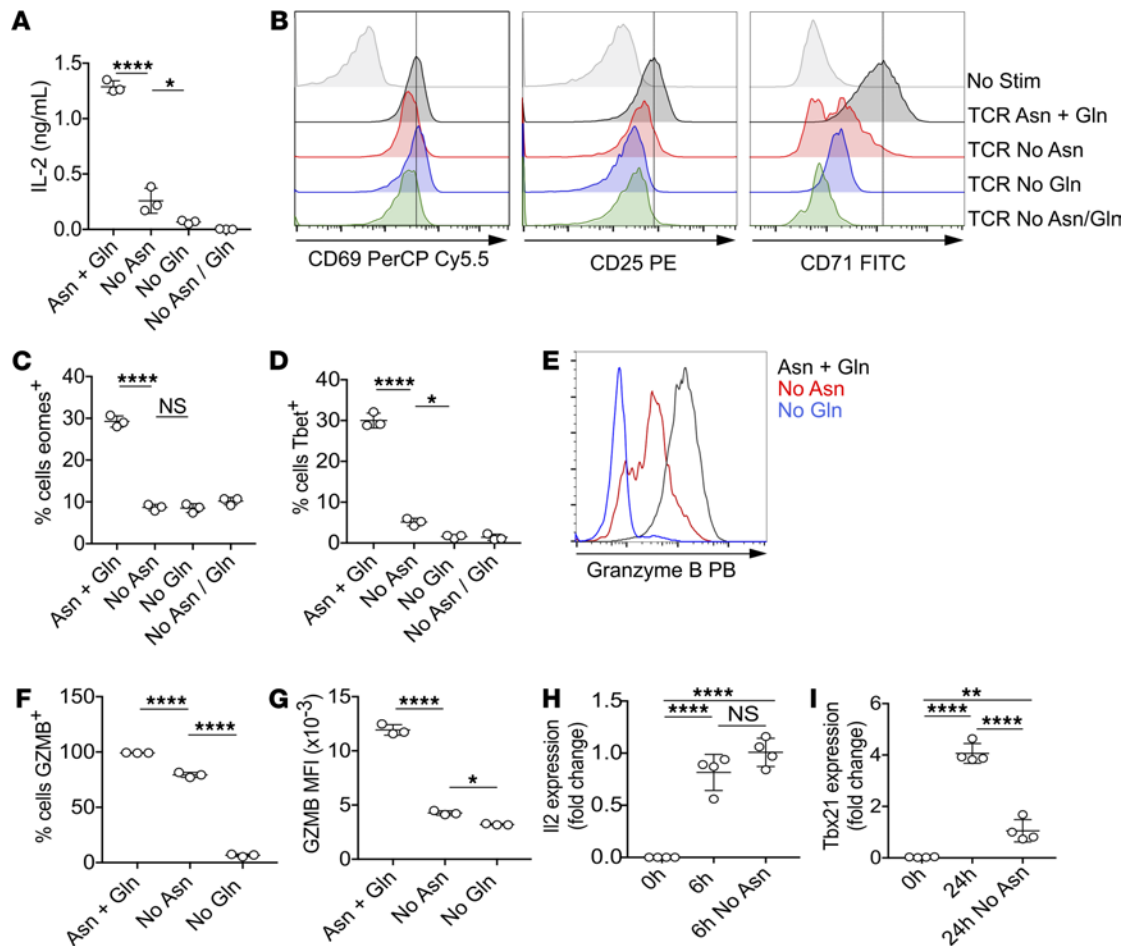 A
IL-2 (ng/mL)
1.5
1.0
0.5
0.0
****
*
Asn + Gln
No Asn
No Gln
No Asn / Gln
B
No Stim
TCR Asn + Gln
TCR No Asn
TCR No Gln
TCR No Asn/Gln
CD69 PerCP Cy5.5
CD25 PE
CD71 FITC
C
% cells eomes+
40
30
20
10
0
****
NS
Asn + Gln
No Asn
No Gln
No Asn / Gln
D
% cells Tbet+
40
30
20
10
0
****
*
Asn + Gln
No Asn
No Gln
No Asn / Gln
E
Asn + Gln
No Asn
No Gln
Granzyme B PB
F
% cells GZMB+
150
100
50
0
****
****
Asn + Gln
No Asn
No Gln
G
GZMB MFI (x10-3)
15
10
5
0
****
*
Asn + Gln
No Asn
No Gln
H
Il2 expression
(fold change)
1.5
1.0
0.5
0.0
****
****
NS
0h
6h
6h No Asn
I
Tbx21 expression
(fold change)
6
4
2
0
**
****
****
0h
24h
24h No Asn